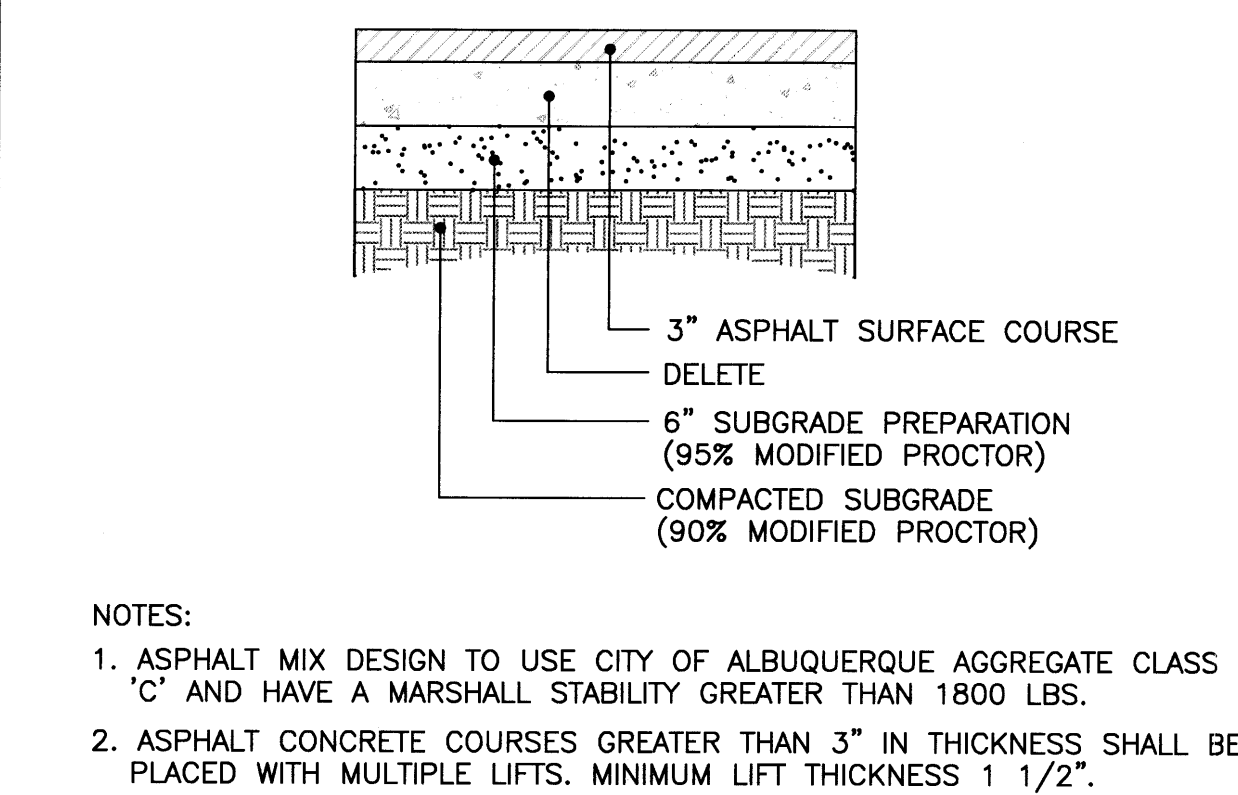 3” ASPHALT SURFACE COURSE
DELETE
6” SUBGRADE PREPARATION
(95% MODIFIED PROCTOR)
COMPACTED SUBGRADE
(90% MODIFIED PROCTOR)
NOTES:
1. ASPHALT MIX DESIGN TO USE CITY OF ALBUQUERQUE AGGREGATE CLASS
'C' AND HAVE A MARSHALL STABILITY GREATER THAN 1800 LBS.
2. ASPHALT CONCRETE COURSES GREATER THAN 3” IN THICKNESS SHALL BE
PLACED WITH MULTIPLE LIFTS. MINIMUM LIFT THICKNESS 1 1/2”.